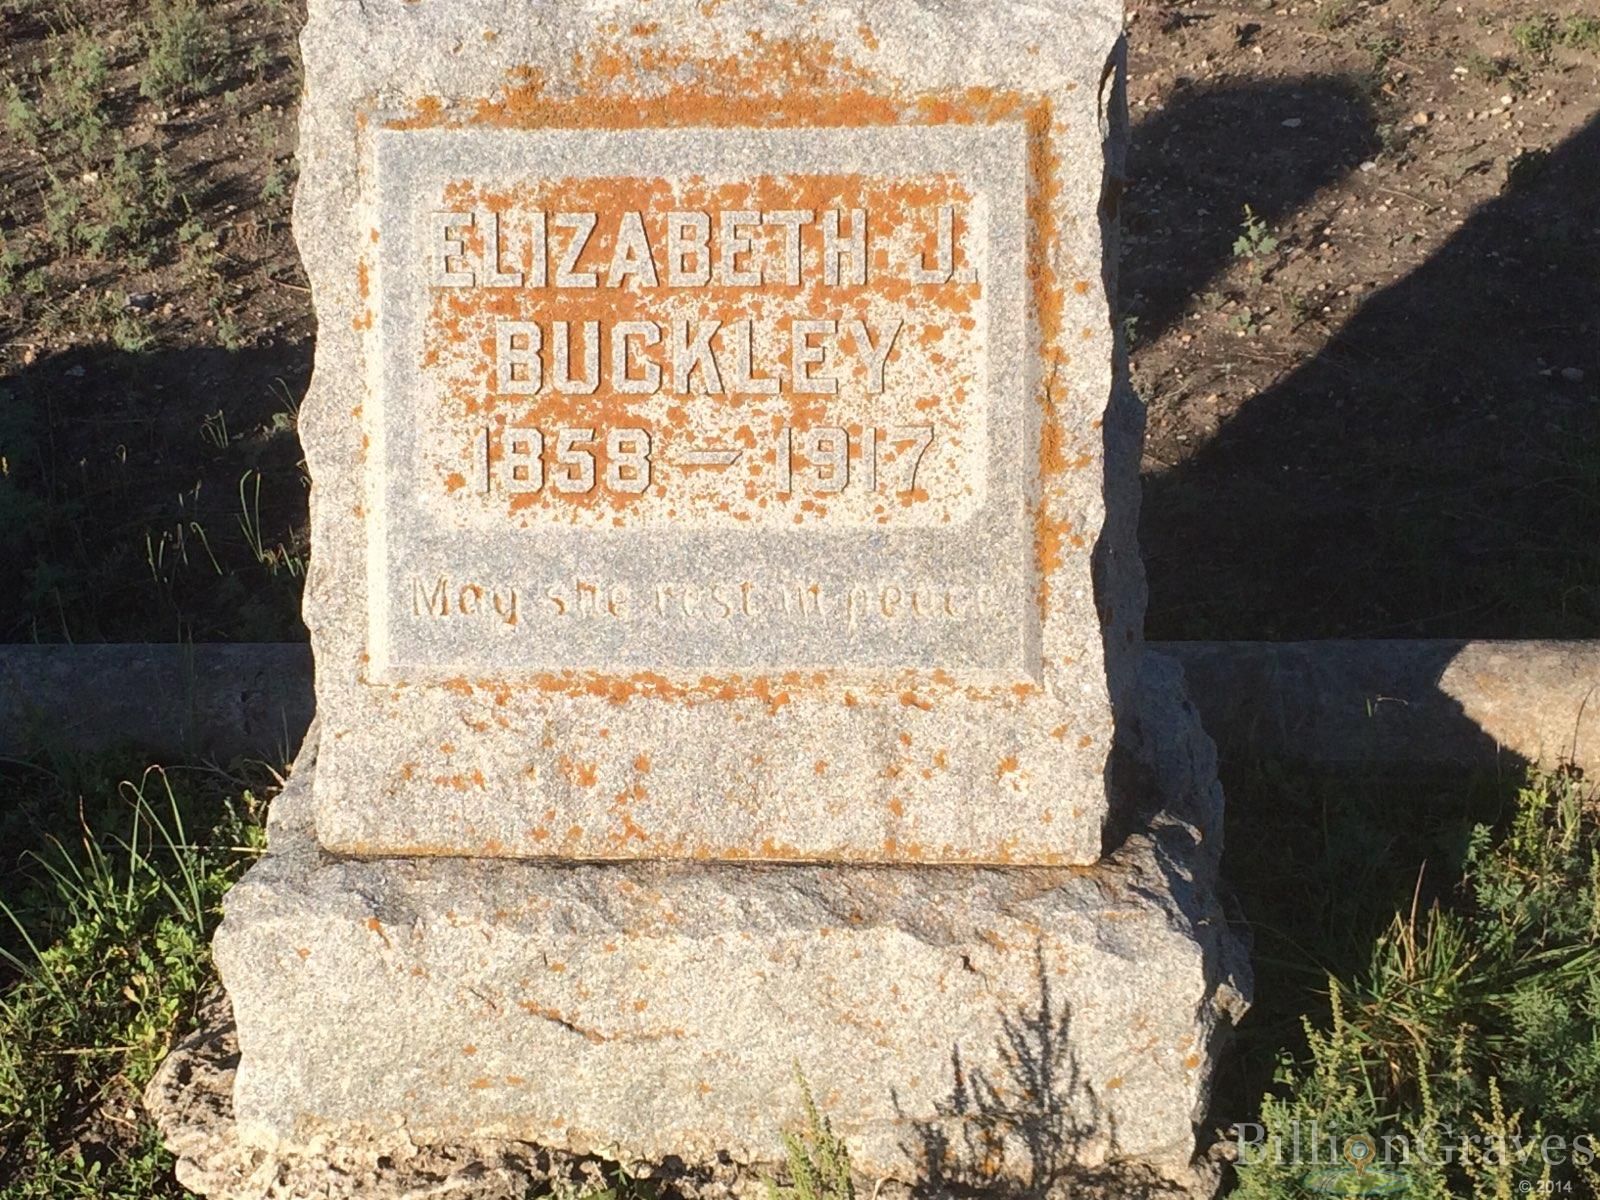 ELIZABETH J.
BUCKLEY
1858 — 1917
May she rest in peace
BillionGraves
© 2014